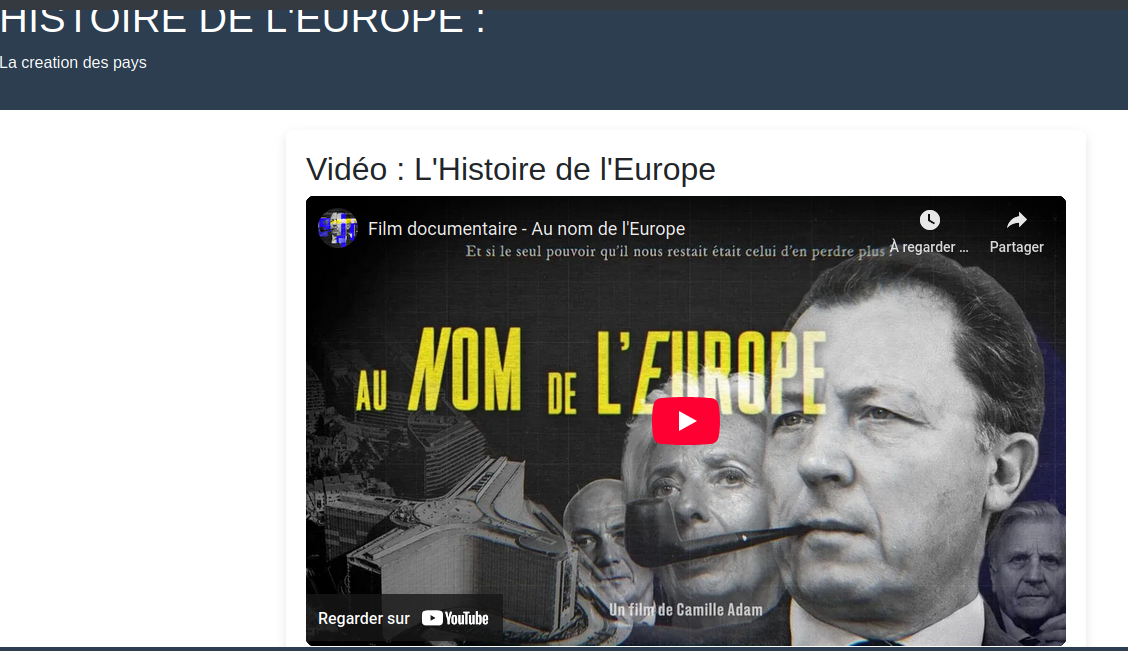 HISTOIRE DE L'EUROPE :
La creation des pays
Vidéo : L'Histoire de l'Europe
Film documentaire - Au nom de l'Europe
Et si le seul pouvoir qu'il nous restait était celui d'en perdre plus ?
À regarder ...
Partager
AU NOM DE L'EUROPE
Un film de Camille Adam
Regarder sur YouTube